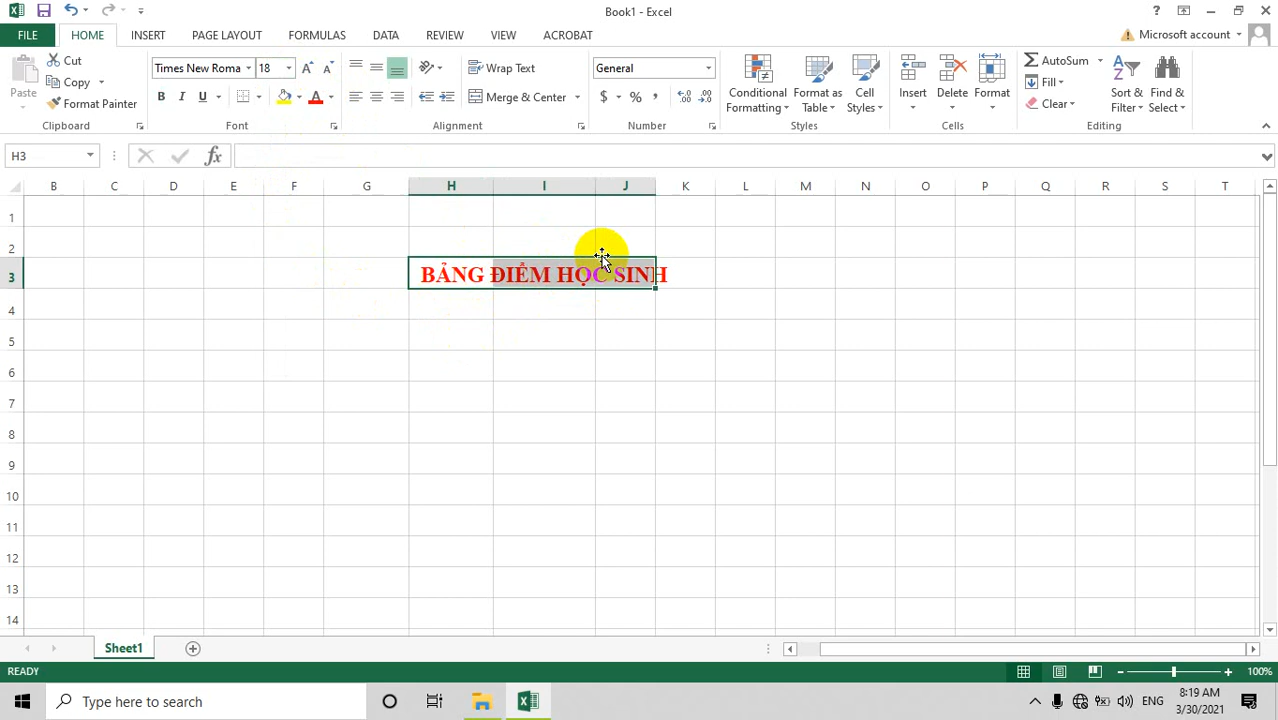 Book1 - Excel
FILE HOME INSERT PAGE LAYOUT FORMULAS DATA REVIEW VIEW ACROBAT Microsoft account
Cut Times New Roma 18 Wrap Text General AutoSum
Paste Copy Fill
Format Painter B I U A Merge & Center $ % , Clear
Conditional Formatting Format as Table Cell Styles Insert Delete Format Sort & Filter Find & Select
Clipboard Font Alignment Number Styles Cells Editing
H3 fx
B C D E F G H I J K L M N O P Q R S T
1
2
3 BẢNG ĐIỂM HỌC SINH
4
5
6
7
8
9
10
11
12
13
14
Sheet1
READY 100%
Type here to search ENG 8:19 AM
3/30/2021